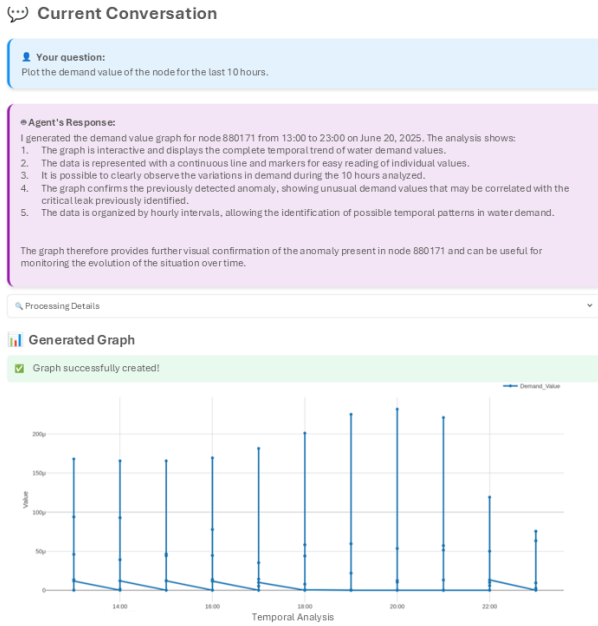 Current Conversation
Your question:
Plot the demand value of the node for the last 10 hours.
Agent's Response:
I generated the demand value graph for node 880171 from 13:00 to 23:00 on June 20, 2025. The analysis shows:
1. The graph is interactive and displays the complete temporal trend of water demand values.
2. The data is represented with a continuous line and markers for easy reading of individual values.
3. It is possible to clearly observe the variations in demand during the 10 hours analyzed.
4. The graph confirms the previously detected anomaly, showing unusual demand values that may be correlated with the
critical leak previously identified.
5. The data is organized by hourly intervals, allowing the identification of possible temporal patterns in water demand.
The graph therefore provides further visual confirmation of the anomaly present in node 880171 and can be useful for
monitoring the evolution of the situation over time.
Processing Details
Generated Graph
Graph successfully created!
Demand_Value
200μ
150μ
100μ
50μ
0
Value
14:00 16:00 18:00 20:00 22:00
Temporal Analysis